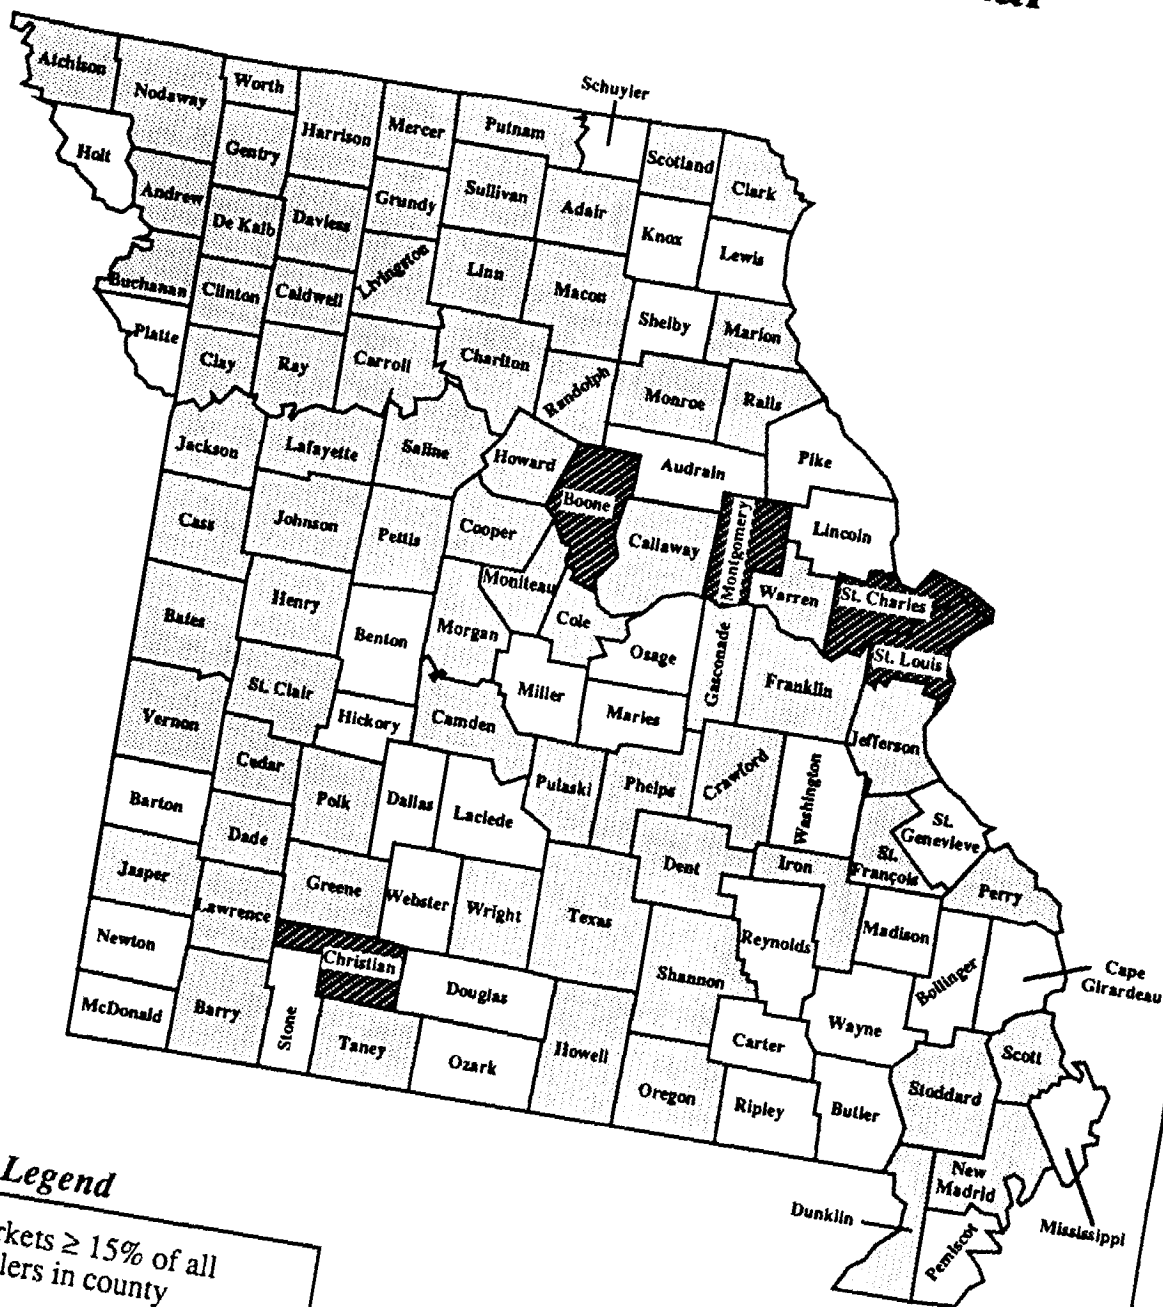 Schuyler
Atchison
Nodaway
Worth
Harrison
Mercer
Putnam
Scotland
Clark
Holt
Gentry
Andrew
De Kalb
Daviess
Grundy
Sullivan
Adair
Knox
Lewis
Buchanan
Clinton
Caldwell
Livingston
Linn
Macon
Shelby
Marion
Platte
Clay
Ray
Carroll
Chariton
Randolph
Monroe
Ralls
Jackson
Lafayette
Saline
Howard
Boone
Audrain
Pike
Cass
Johnson
Pettis
Cooper
Callaway
Montgomery
Lincoln
Moniteau
Warren
St. Charles
Bates
Henry
Benton
Morgan
Cole
Osage
Gasconade
Franklin
St. Louis
St. Clair
Hickory
Camden
Miller
Maries
Jefferson
Vernon
Cedar
Polk
Dallas
Laclede
Pulaski
Phelps
Crawford
Washington
St.
Genevieve
Barton
Dade
Dent
Iron
St.
François
Perry
Jasper
Lawrence
Greene
Webster
Wright
Texas
Reynolds
Madison
Newton
Christian
Douglas
Shannon
Bollinger
Cape
Girardeau
McDonald
Barry
Stone
Taney
Ozark
Howell
Carter
Wayne
Scott
Oregon
Ripley
Butler
Stoddard
New
Madrid
Dunklin
Pemiscot
Mississippi
Legend
rkets ≥ 15% of all
lers in county